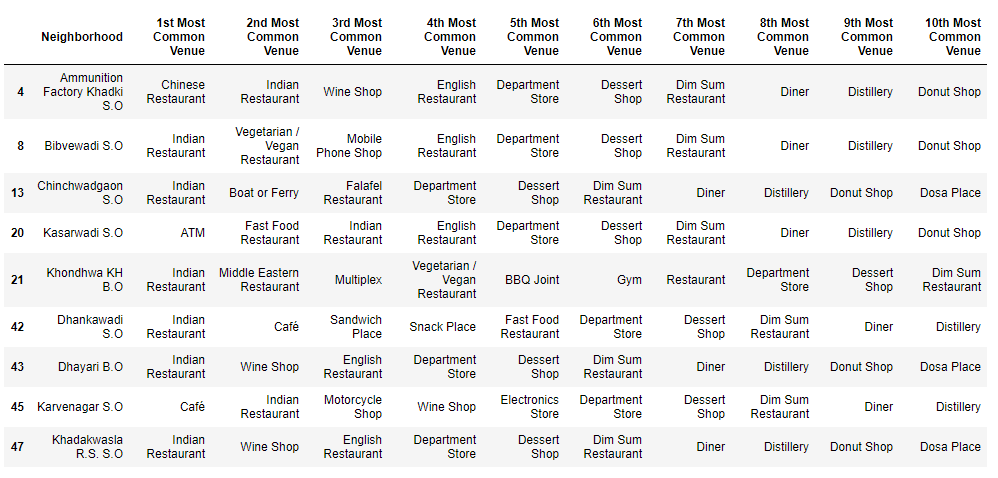 Neighborhood 1st Most Common Venue 2nd Most Common Venue 3rd Most Common Venue 4th Most Common Venue 5th Most Common Venue 6th Most Common Venue 7th Most Common Venue 8th Most Common Venue 9th Most Common Venue 10th Most Common Venue
4 Ammunition Factory Khadki S.O Chinese Restaurant Indian Restaurant Wine Shop English Restaurant Department Store Dessert Shop Dim Sum Restaurant Diner Distillery Donut Shop
8 Bibvewadi S.O Indian Restaurant Vegetarian / Vegan Restaurant Mobile Phone Shop English Restaurant Department Store Dessert Shop Dim Sum Restaurant Diner Distillery Donut Shop
13 Chinchwadgaon S.O Indian Restaurant Boat or Ferry Falafel Restaurant Department Store Dessert Shop Dim Sum Restaurant Diner Distillery Donut Shop Dosa Place
20 Kasarwadi S.O ATM Fast Food Restaurant Indian Restaurant English Restaurant Department Store Dessert Shop Dim Sum Restaurant Diner Distillery Donut Shop
21 Khondhwa KH B.O Indian Restaurant Middle Eastern Restaurant Multiplex Vegetarian / Vegan Restaurant BBQ Joint Gym Restaurant Department Store Dessert Shop Dim Sum Restaurant
42 Dhankawadi S.O Indian Restaurant Café Sandwich Place Snack Place Fast Food Restaurant Department Store Dessert Shop Dim Sum Restaurant Diner Distillery
43 Dhayari B.O Indian Restaurant Wine Shop English Restaurant Department Store Dessert Shop Dim Sum Restaurant Diner Distillery Donut Shop Dosa Place
45 Karvenagar S.O Café Indian Restaurant Motorcycle Shop Wine Shop Electronics Store Department Store Dessert Shop Dim Sum Restaurant Diner Distillery
47 Khadakwasla R.S. S.O Indian Restaurant Wine Shop English Restaurant Department Store Dessert Shop Dim Sum Restaurant Diner Distillery Donut Shop Dosa Place